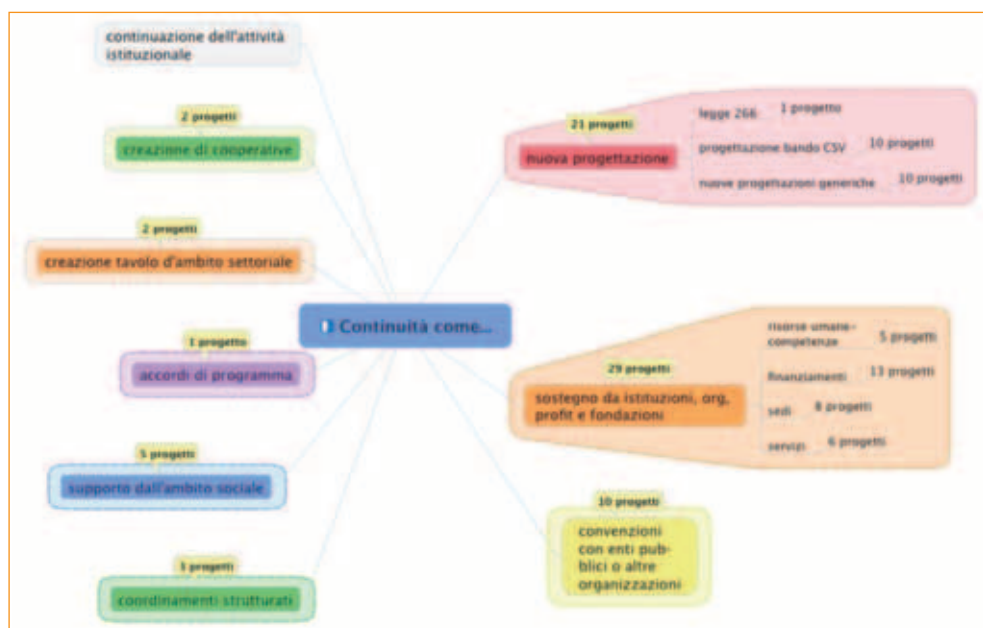 continuazione dell'attività
istituzionale
2 progetti
creazione di cooperative
2 progetti
creazione tavolo d'ambito settoriale
1 progetto
accordi di programma
5 progetti
supporto dall'ambito sociale
progetti
coordinamenti strutturati
Continuità come...
21 progetti
nuova progettazione
legge 266 1 progetto
progettazione bando CSV 10 progetti
nuove progettazioni generiche 10 progetti
29 progetti
sostegno da istituzioni, org,
profit e fondazioni
risorse umane-
competenze 5 progetti
finanziamenti 13 progetti
sedi 8 progetti
servizi 6 progetti
10 progetti
convenzioni
con enti pub-
blici o altre
organizzazioni